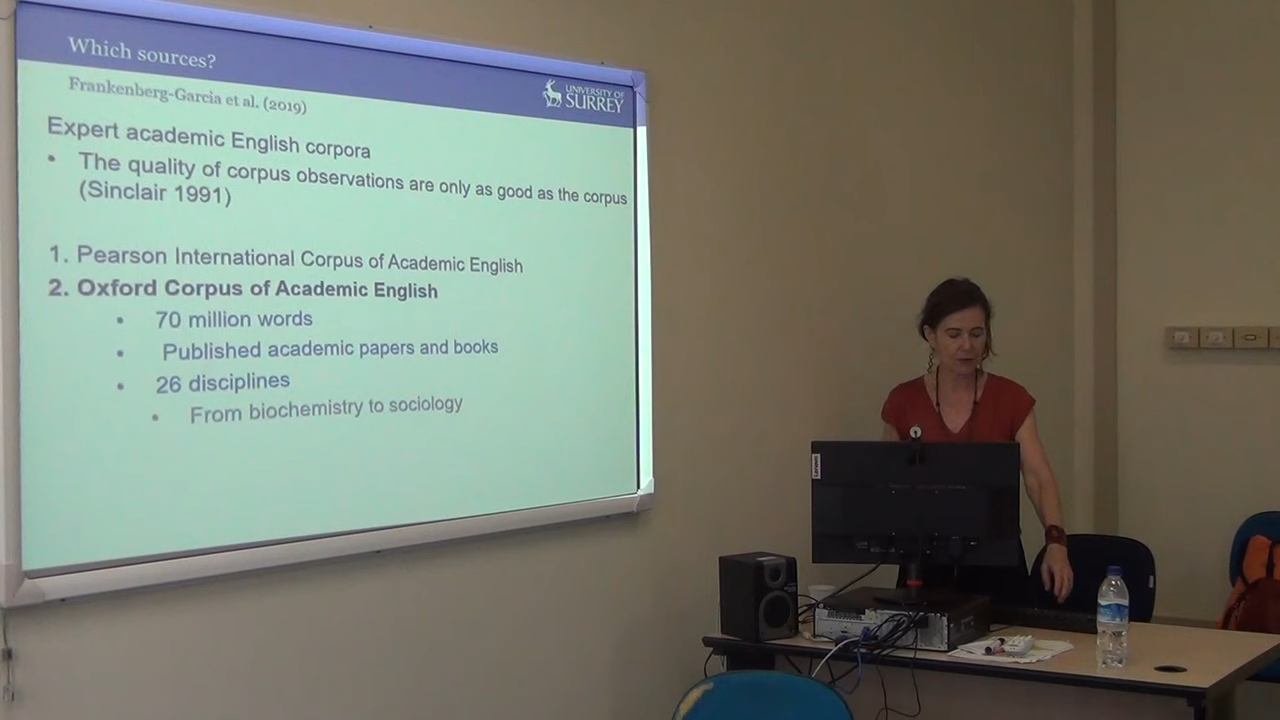 Which sources?
Frankenberg-Garcia et al. (2019)
UNIVERSITY OF
SURREY
Expert academic English corpora
• The quality of corpus observations are only as good as the corpus
(Sinclair 1991)
1. Pearson International Corpus of Academic English
2. Oxford Corpus of Academic English
• 70 million words
• Published academic papers and books
• 26 disciplines
• From biochemistry to sociology
Lenovo